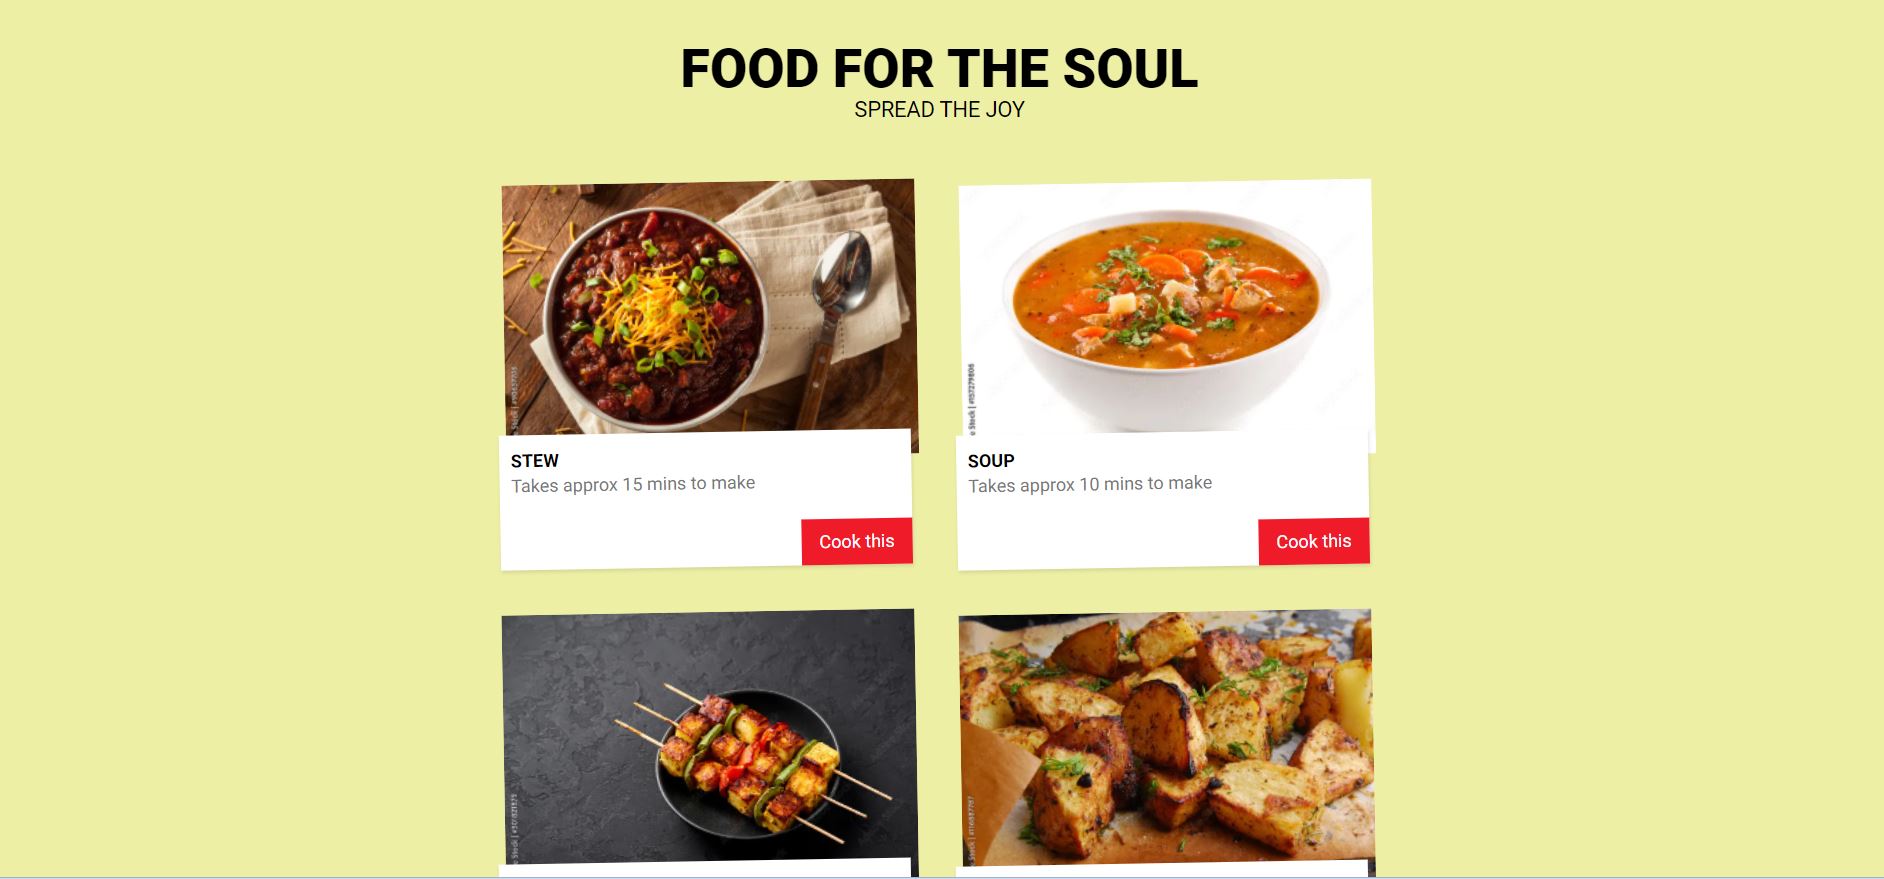 FOOD FOR THE SOUL
SPREAD THE JOY
STEW
Takes approx 15 mins to make
Cook this
SOUP
Takes approx 10 mins to make
Cook this